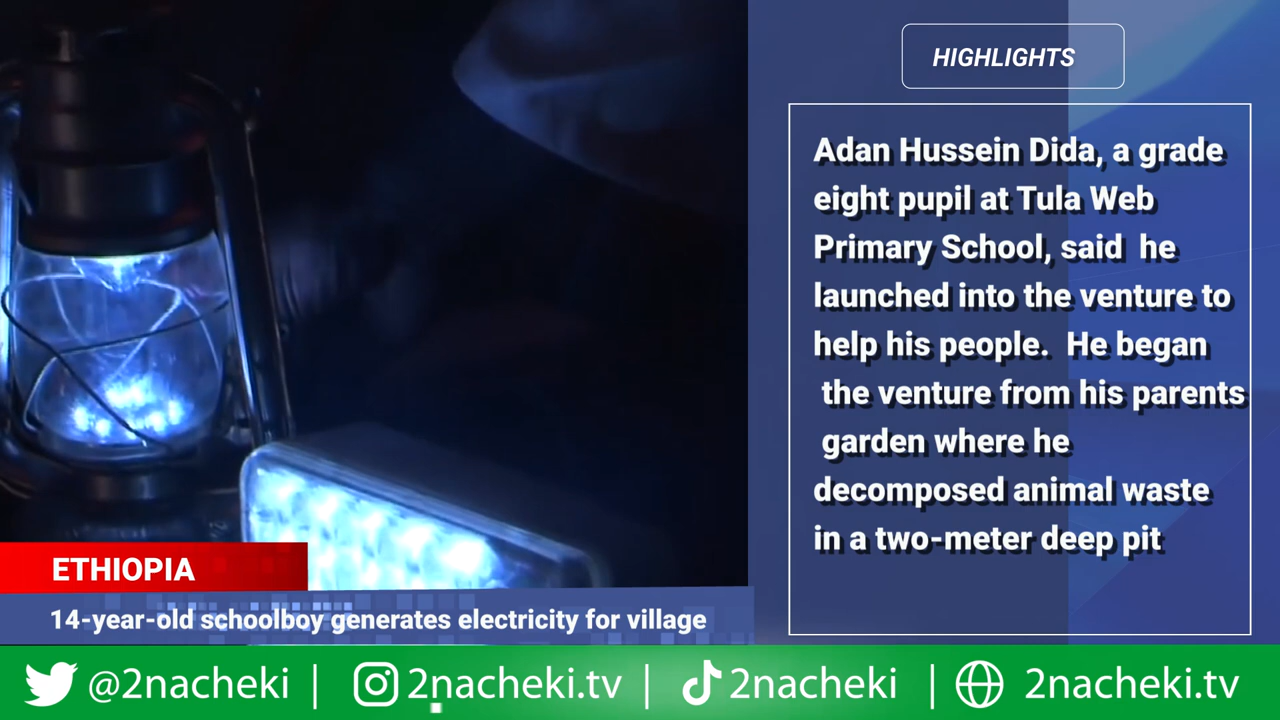 HIGHLIGHTS
Adan Hussein Dida, a grade
eight pupil at Tula Web
Primary School, said he
launched into the venture to
help his people. He began
the venture from his parents
garden where he
decomposed animal waste
in a two-meter deep pit
ETHIOPIA
14-year-old schoolboy generates electricity for village
@2nacheki | 2nacheki.tv | 2nacheki | 2nacheki.tv